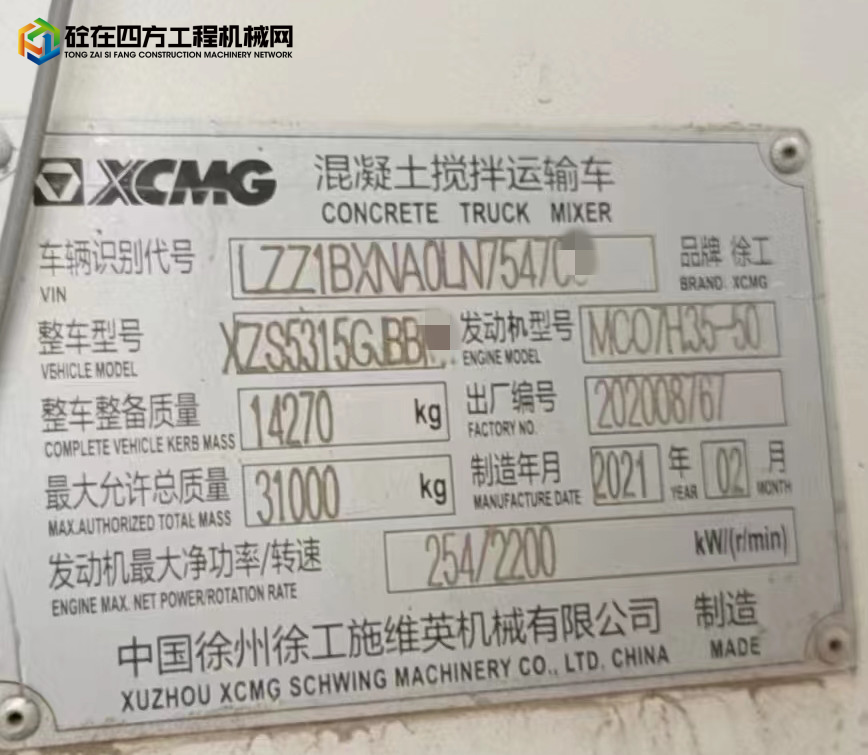 砼在四方工程机械网
TONG ZAI SI FANG CONSTRUCTION MACHINERY NETWORK
XCMG 混凝土搅拌运输车
CONCRETE TRUCK MIXER
车辆识别代号 LZZ1BXNA0LN7547 品牌 徐工
VIN BRAND XCMG
整车型号 XZS5315GJBB 发动机型号 MC07H35-50
VEHICLE MODEL ENGINE MODEL
整车整备质量 14270 kg 出厂编号 202008767
COMPLETE VEHICLE KERB MASS FACTORY NO.
最大允许总质量 31000 kg 制造年月 2021 年 02 月
MAX.AUTHORIZED TOTAL MASS MANUFACTURE DATE YEAR MONTH
发动机最大净功率/转速 254/2200 kW/(r/min)
ENGINE MAX. NET POWER/ROTATION RATE
中国徐州徐工施维英机械有限公司 制造
XUZHOU XCMG SCHWING MACHINERY CO., LTD. CHINA MADE